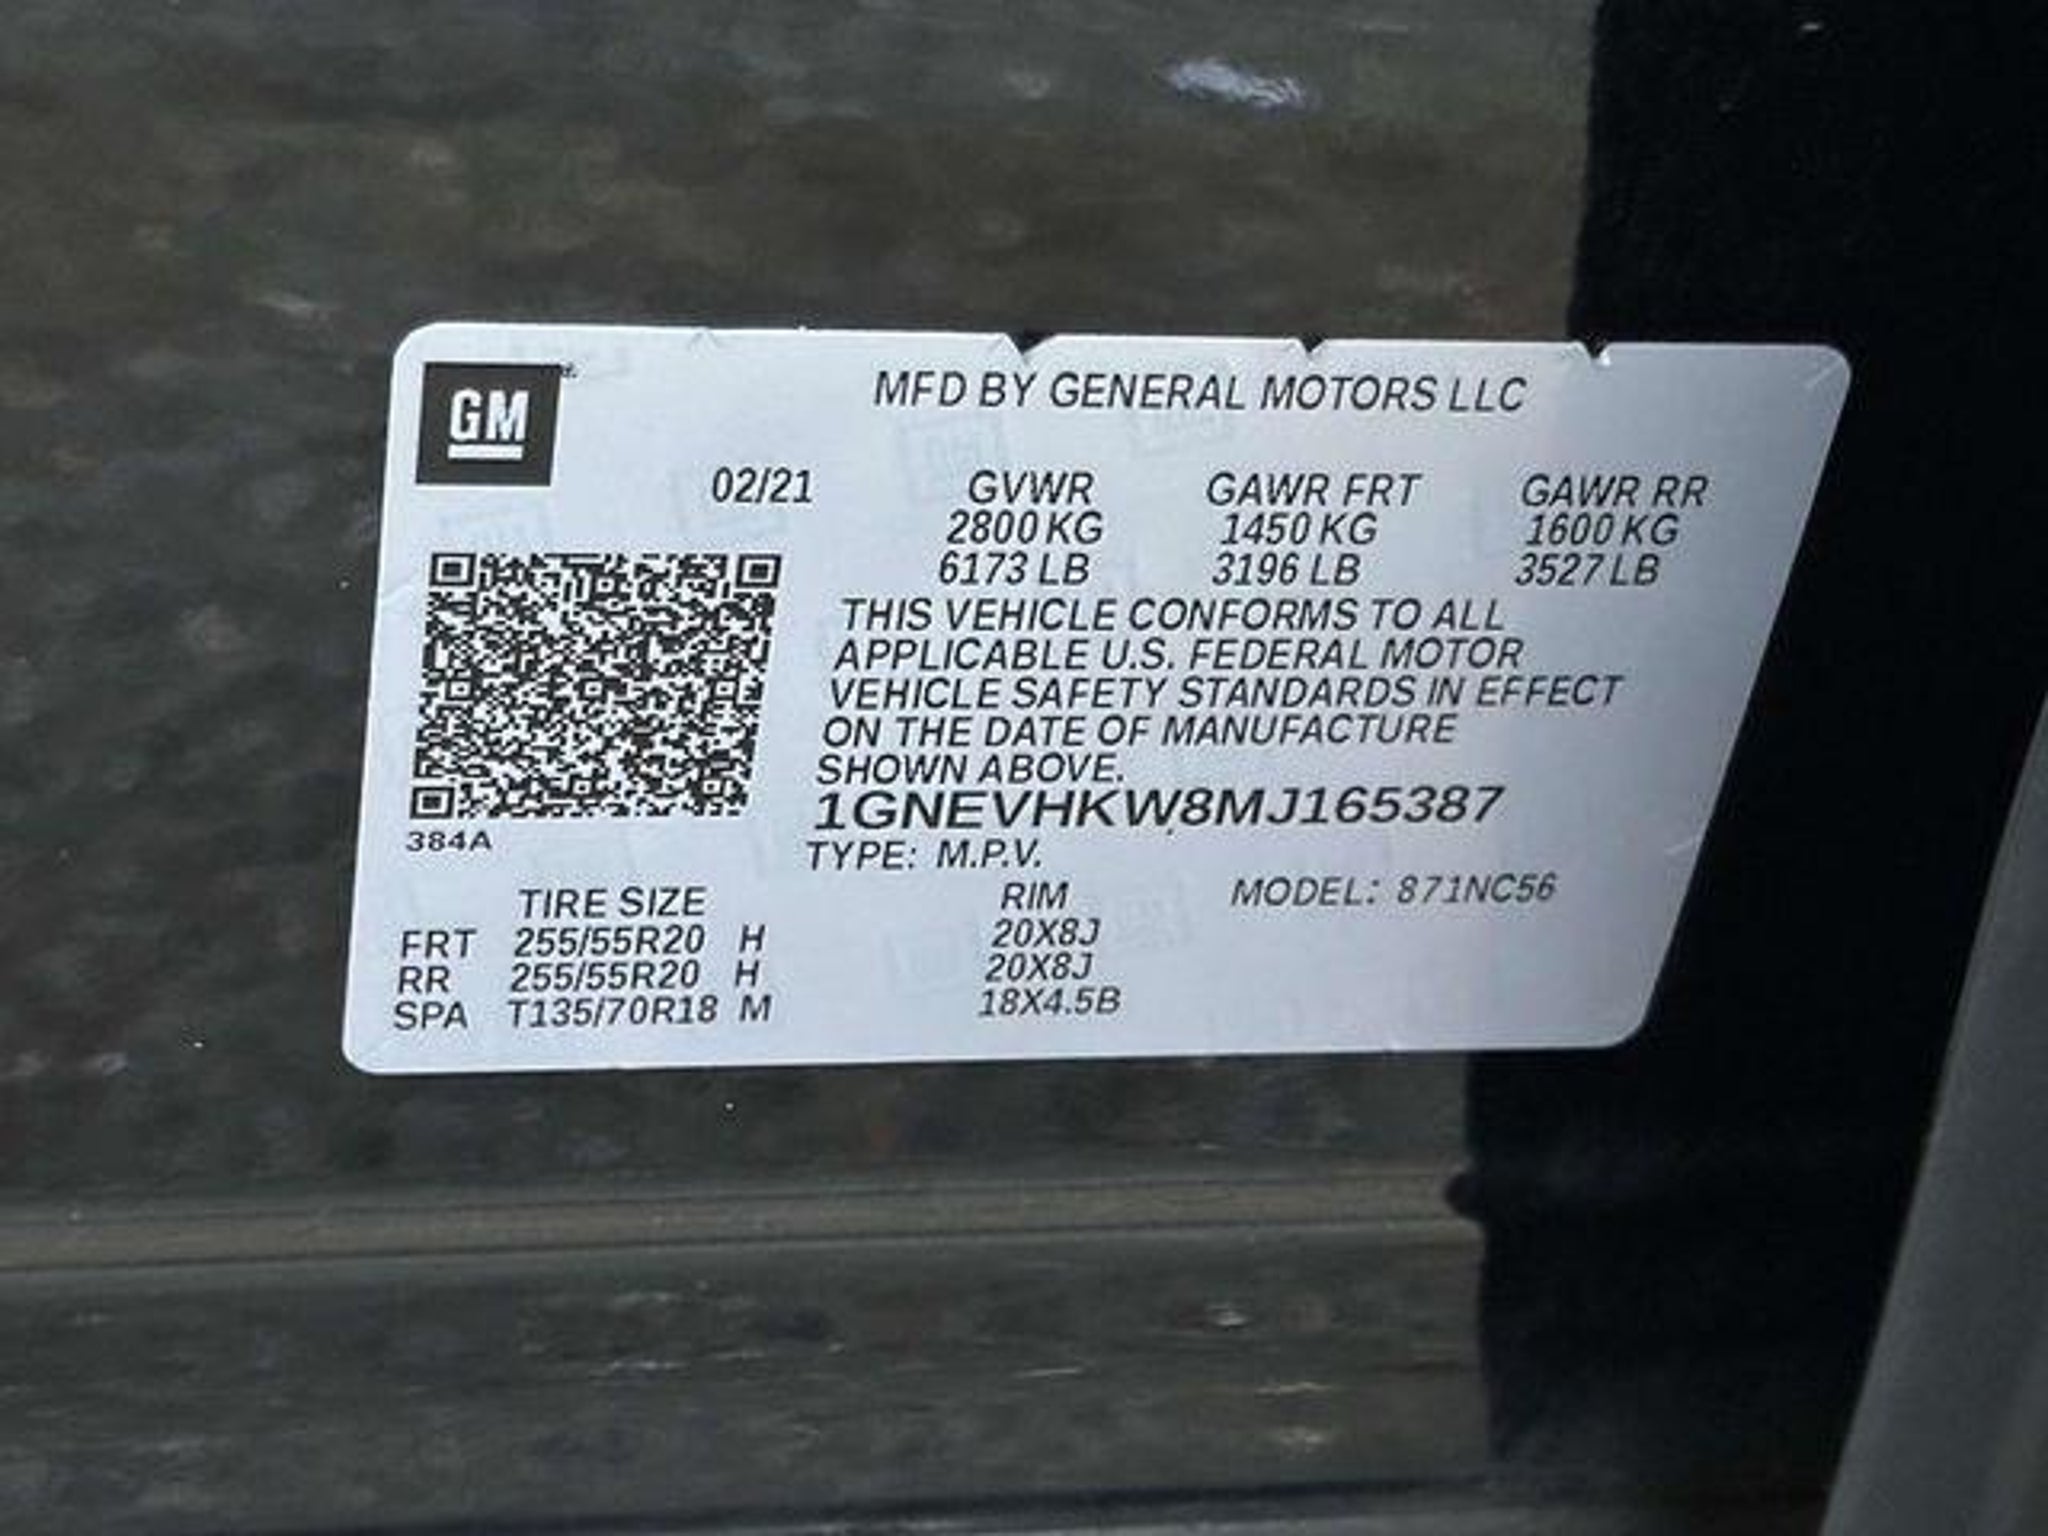 GM
MFD BY GENERAL MOTORS LLC
02/21 GVWR GAWR FRT GAWR RR
2800 KG 1450 KG 1600 KG
6173 LB 3196 LB 3527 LB
THIS VEHICLE CONFORMS TO ALL
APPLICABLE U.S. FEDERAL MOTOR
VEHICLE SAFETY STANDARDS IN EFFECT
ON THE DATE OF MANUFACTURE
SHOWN ABOVE.
1GNEVHKW8MJ165387
384A
TYPE: M.P.V.
TIRE SIZE RIM MODEL: 871NC56
FRT 255/55R20 H 20X8J
RR 255/55R20 H 20X8J
SPA T135/70R18 M 18X4.5B